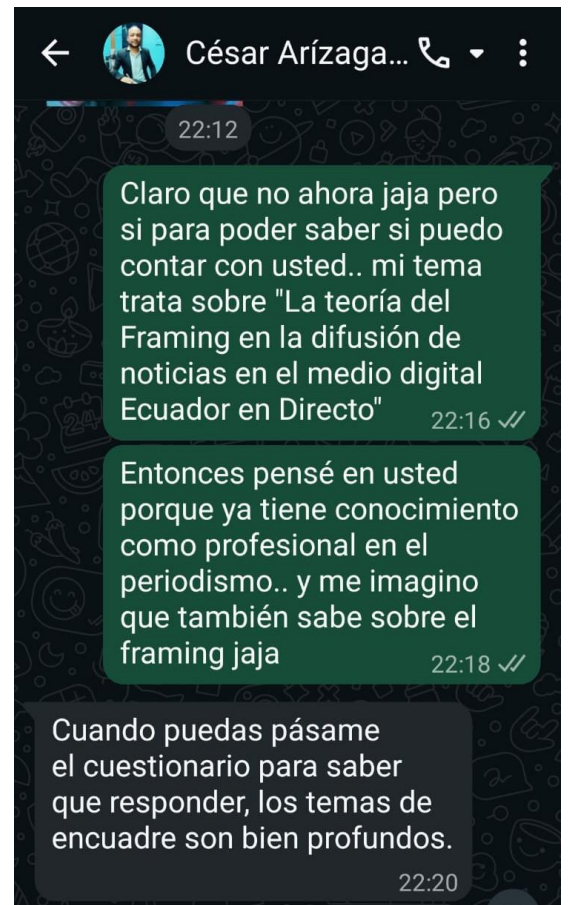 César Arízaga...
22:12
Claro que no ahora jaja pero
si para poder saber si puedo
contar con usted.. mi tema
trata sobre "La teoría del
Framing en la difusión de
noticias en el medio digital
Ecuador en Directo"
22:16
Entonces pensé en usted
porque ya tiene conocimiento
como profesional en el
periodismo.. y me imagino
que también sabe sobre el
framing jaja
22:18
Cuando puedas pásame
el cuestionario para saber
que responder, los temas de
encuadre son bien profundos.
22:20